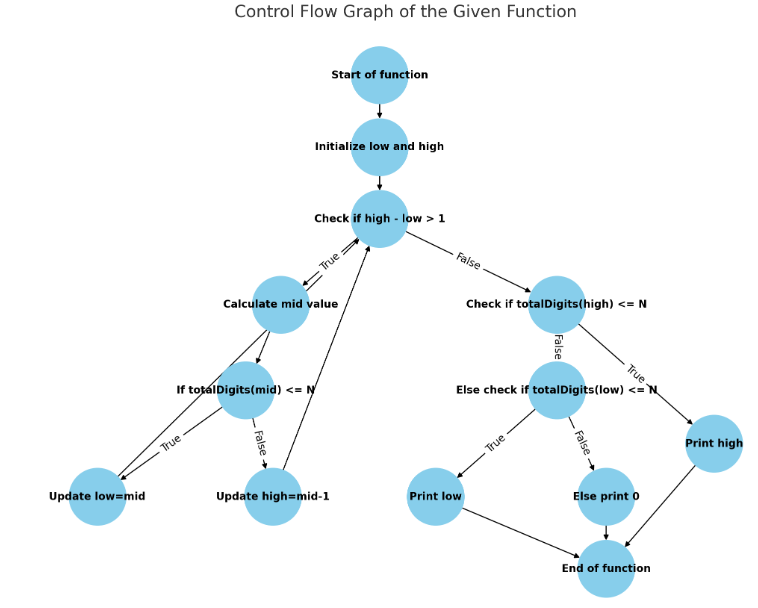 Control Flow Graph of the Given Function
Start of function
Initialize low and high
Check if high - low > 1
True
False
Calculate mid value
Check if totalDigits(high) <= N
False
True
If totalDigits(mid) <= N
Else check if totalDigits(low) <= N
True
False
True
False
Print high
Update low=mid
Update high=mid-1
Print low
Else print 0
End of function